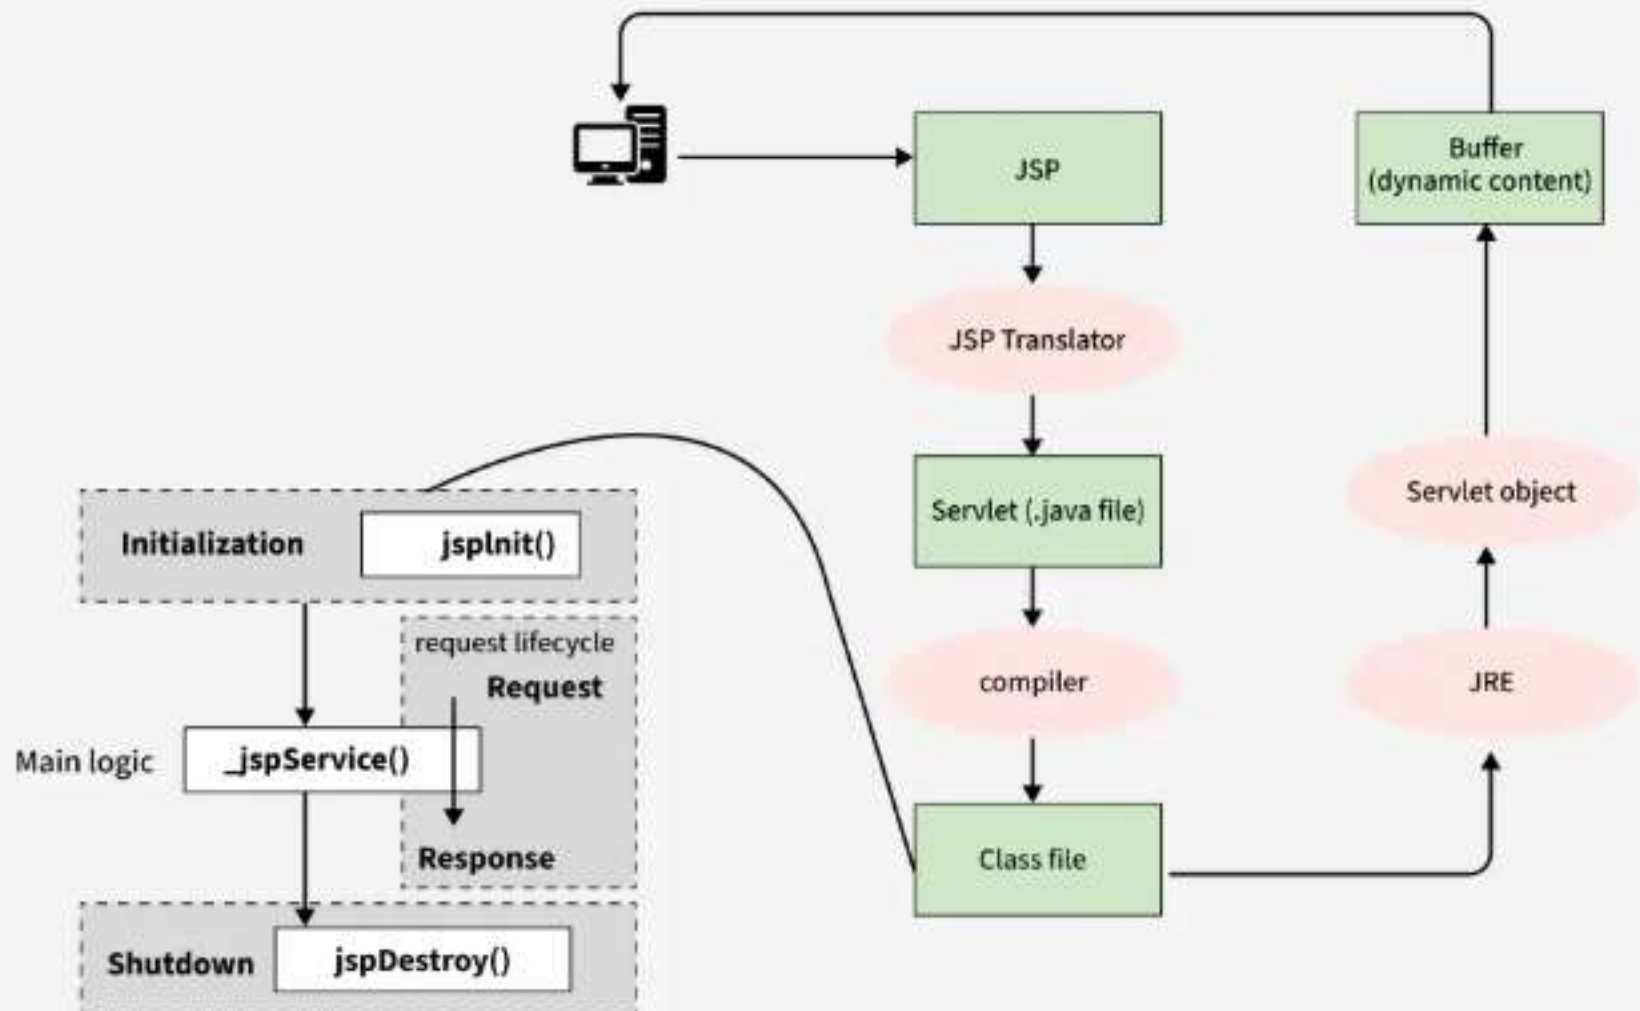 JSP
Buffer
(dynamic content)
JSP Translator
Servlet (.java file)
Servlet object
Initialization
jspInit()
request lifecycle
Request
compiler
JRE
Main logic
_jspService()
Response
Class file
Shutdown
jspDestroy()